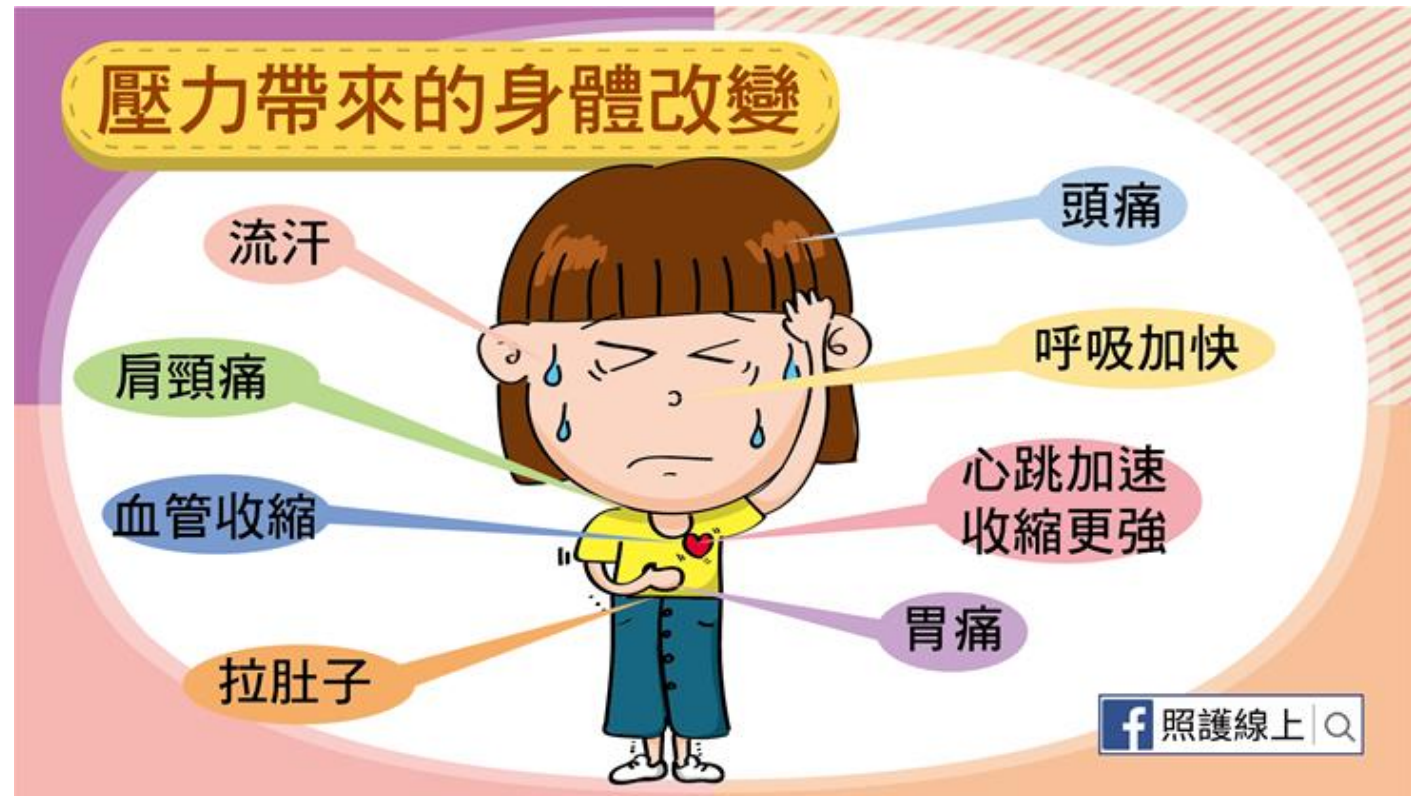 壓力帶來的身體改變
流汗
頭痛
肩頸痛
呼吸加快
血管收縮
心跳加速
收縮更強
拉肚子
胃痛
f 照護線上